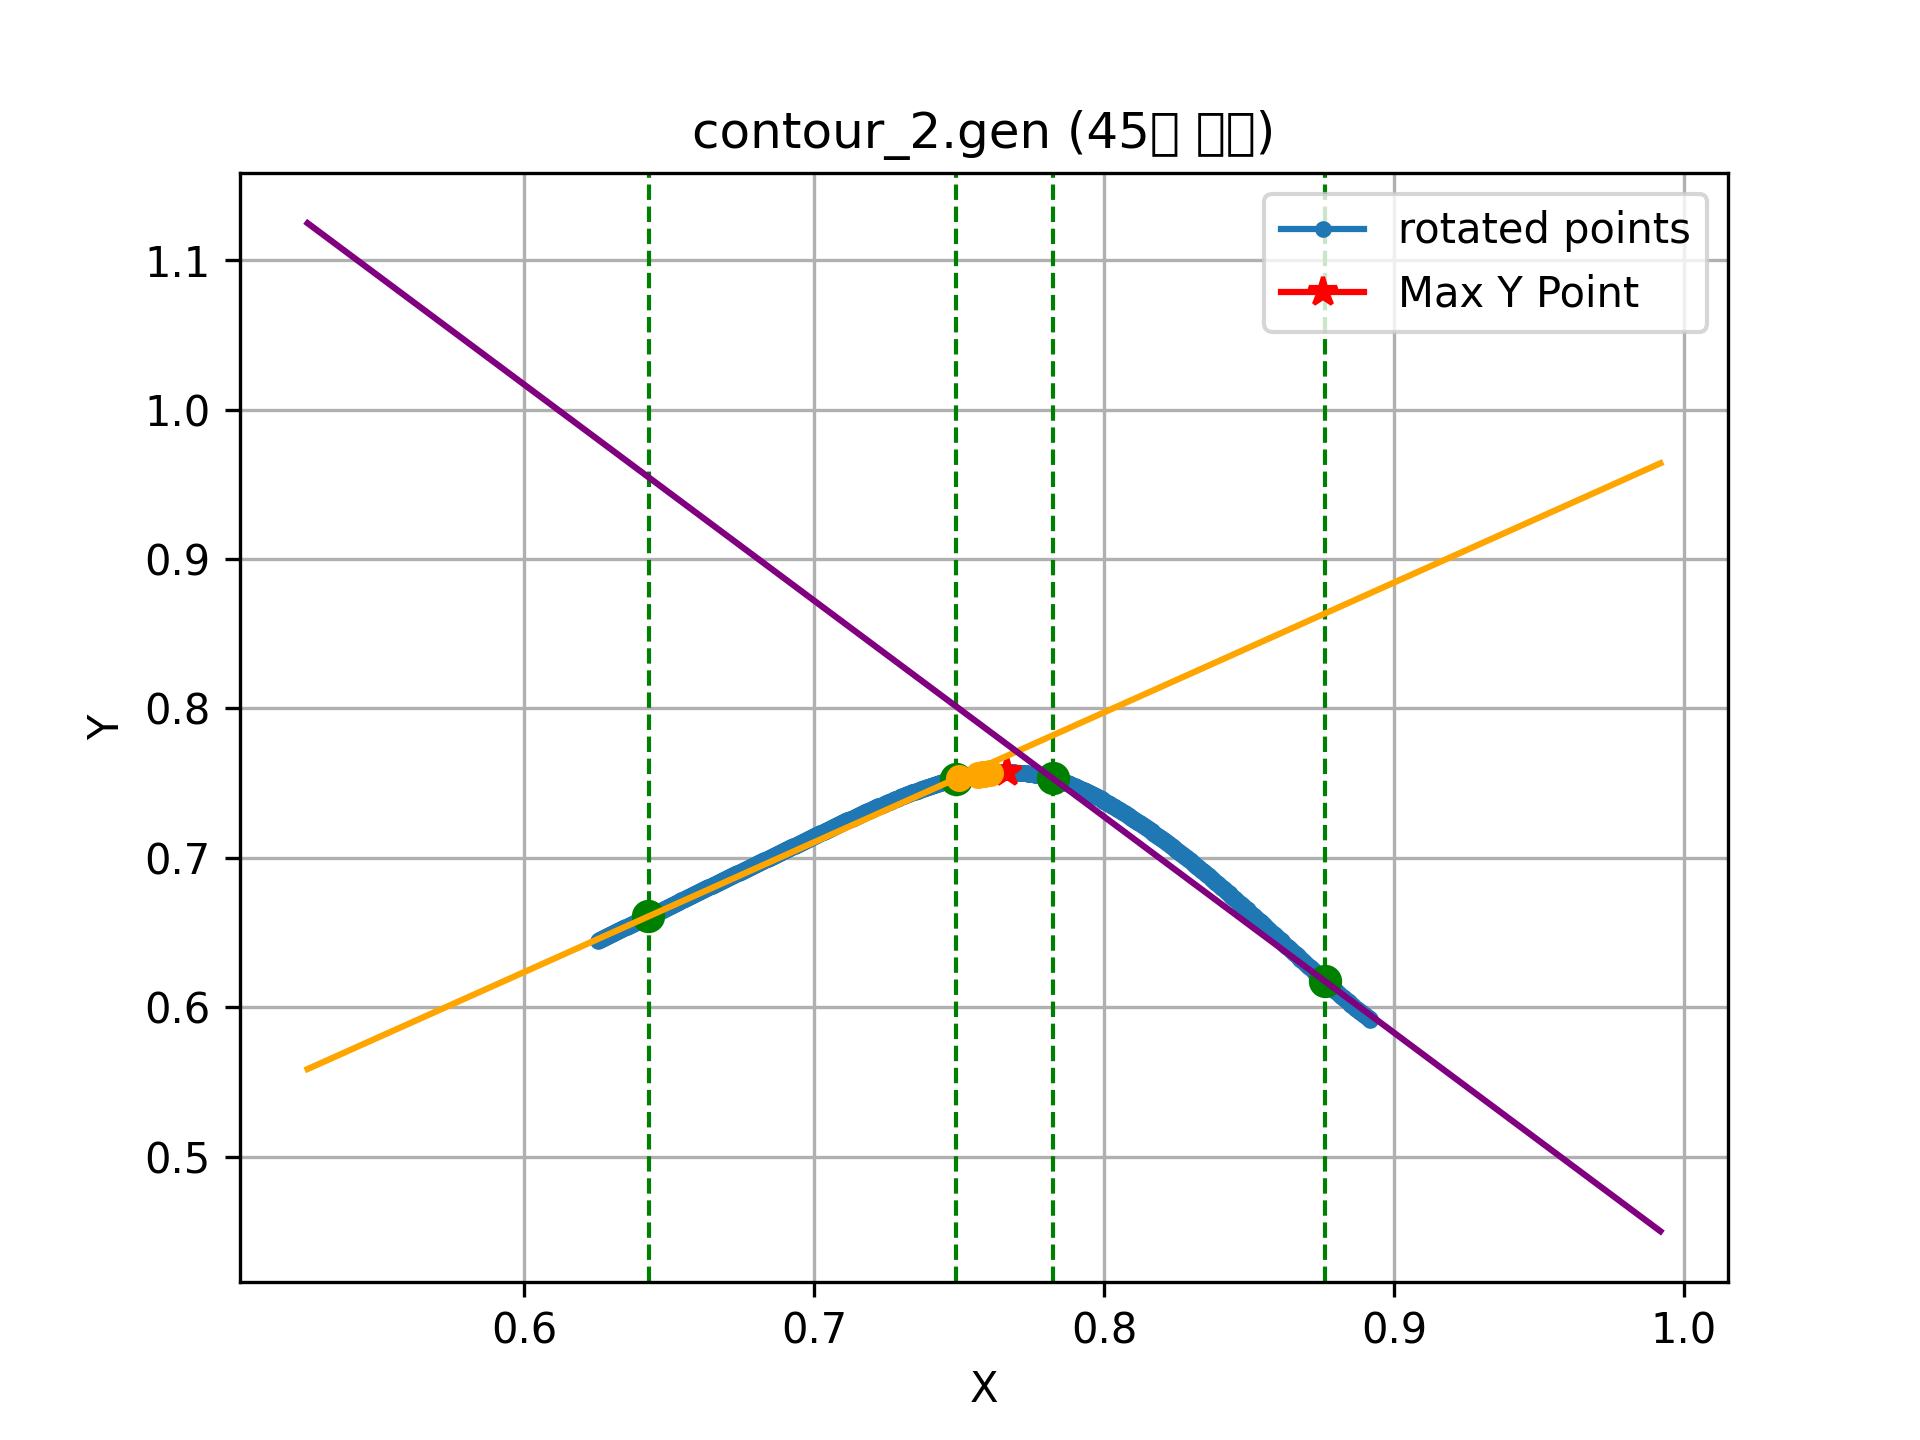 contour_2.gen (45▯ ▯▯)
rotated points
Max Y Point
1.1
1.0
0.9
0.8
0.7
0.6
0.5
Y
0.6 0.7 0.8 0.9 1.0
X